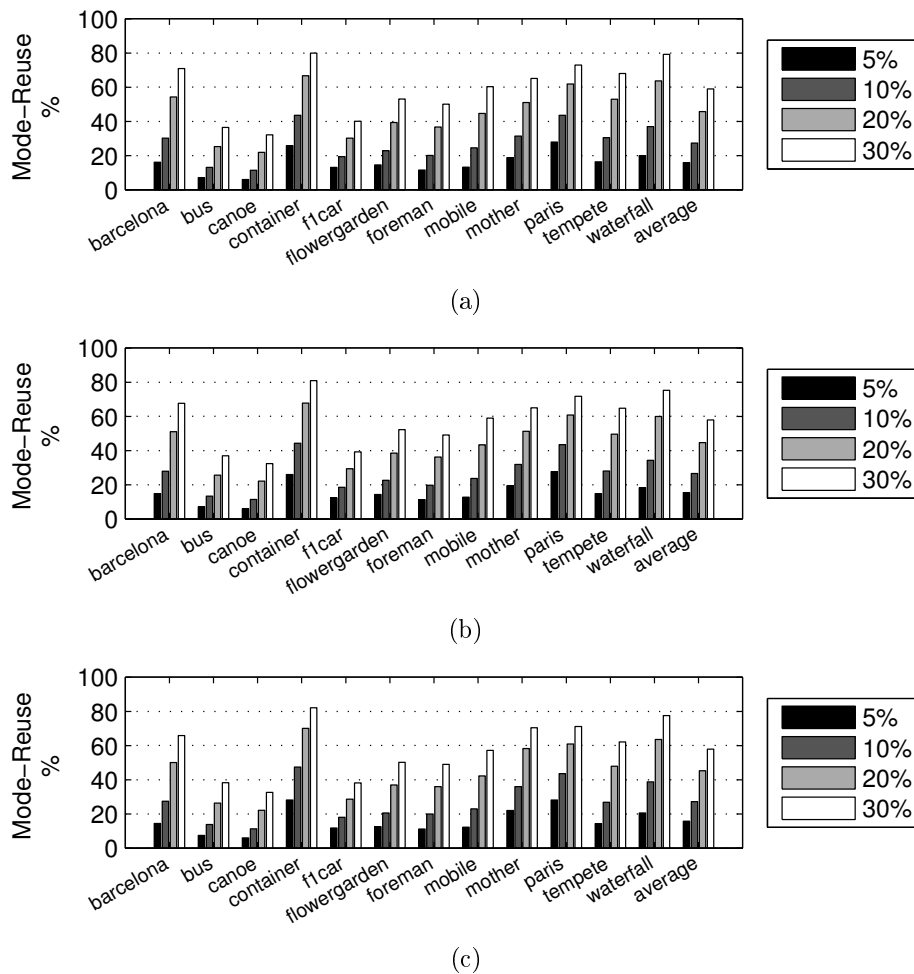 100
80
60
40
20
0
Mode-Reuse
%
barcelona
bus
canoe
container
f1car
flowergarden
foreman
mobile
mother
paris
tempete
waterfall
average
5%
10%
20%
30%
(a)
100
80
60
40
20
0
Mode-Reuse
%
barcelona
bus
canoe
container
f1car
flowergarden
foreman
mobile
mother
paris
tempete
waterfall
average
5%
10%
20%
30%
(b)
100
80
60
40
20
0
Mode-Reuse
%
barcelona
bus
canoe
container
f1car
flowergarden
foreman
mobile
mother
paris
tempete
waterfall
average
5%
10%
20%
30%
(c)